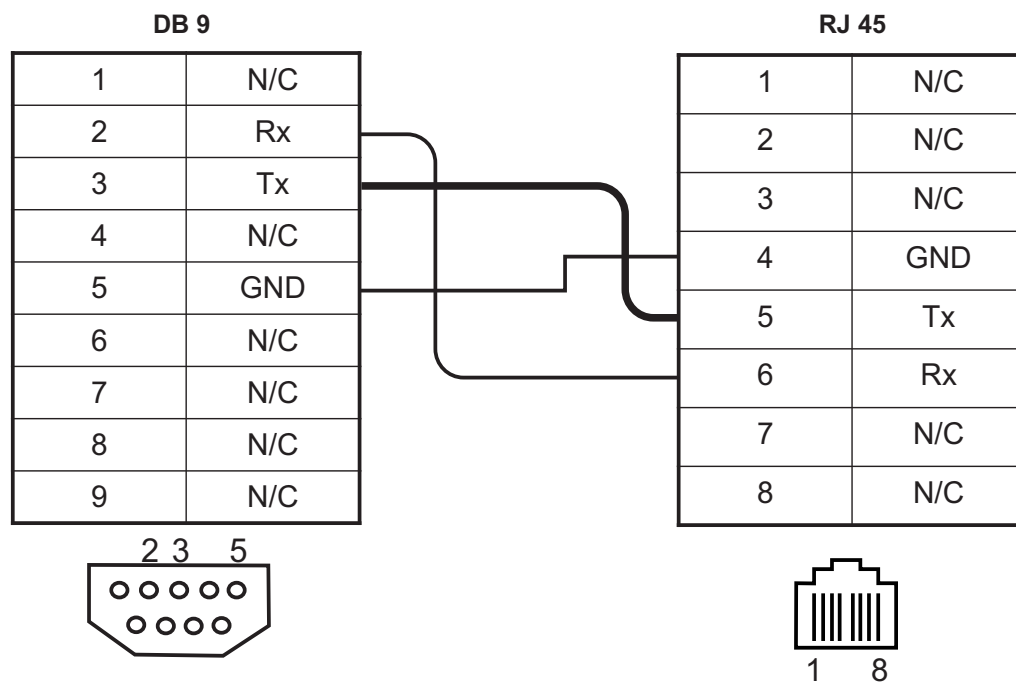 DB 9
1 N/C
2 Rx
3 Tx
4 N/C
5 GND
6 N/C
7 N/C
8 N/C
9 N/C
2 3 5
RJ 45
1 N/C
2 N/C
3 N/C
4 GND
5 Tx
6 Rx
7 N/C
8 N/C
1 8